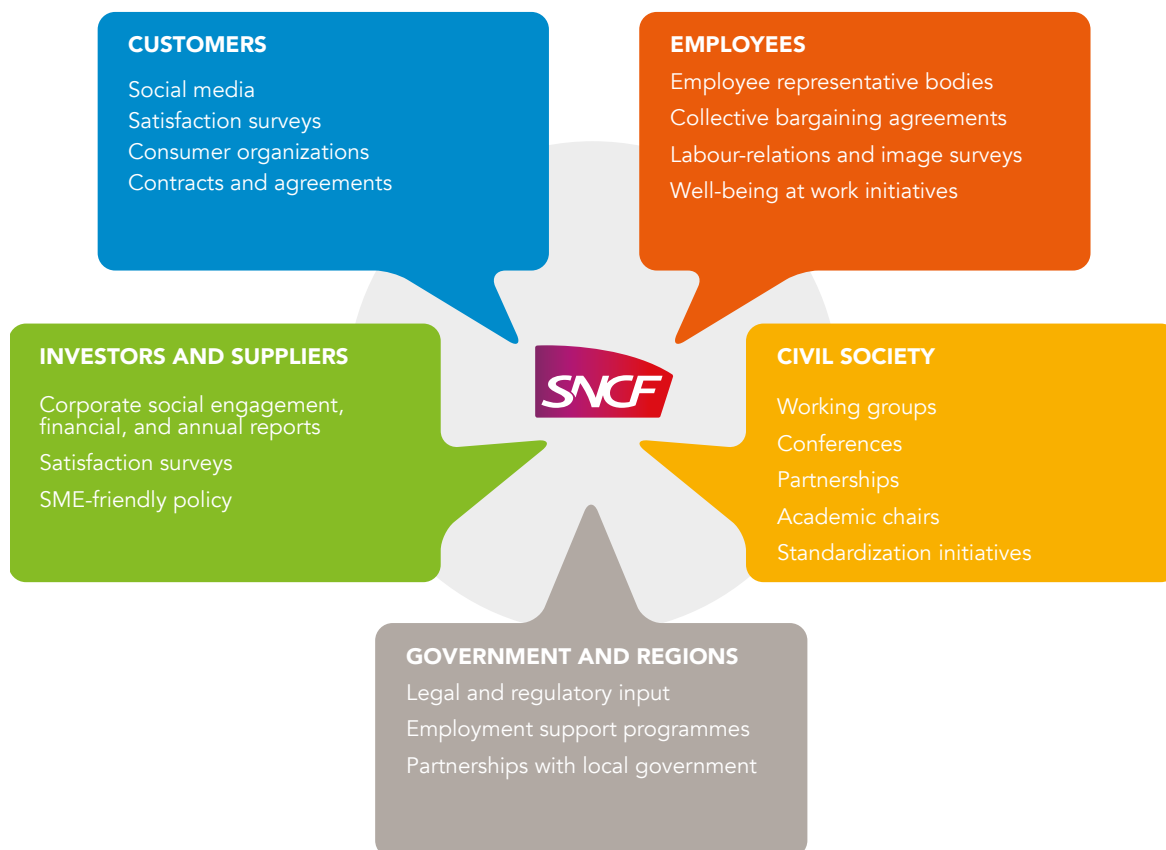 CUSTOMERS
Social media
Satisfaction surveys
Consumer organizations
Contracts and agreements
EMPLOYEES
Employee representative bodies
Collective bargaining agreements
Labour-relations and image surveys
Well-being at work initiatives
INVESTORS AND SUPPLIERS
Corporate social engagement,
financial, and annual reports
Satisfaction surveys
SME-friendly policy
SNCF
CIVIL SOCIETY
Working groups
Conferences
Partnerships
Academic chairs
Standardization initiatives
GOVERNMENT AND REGIONS
Legal and regulatory input
Employment support programmes
Partnerships with local government